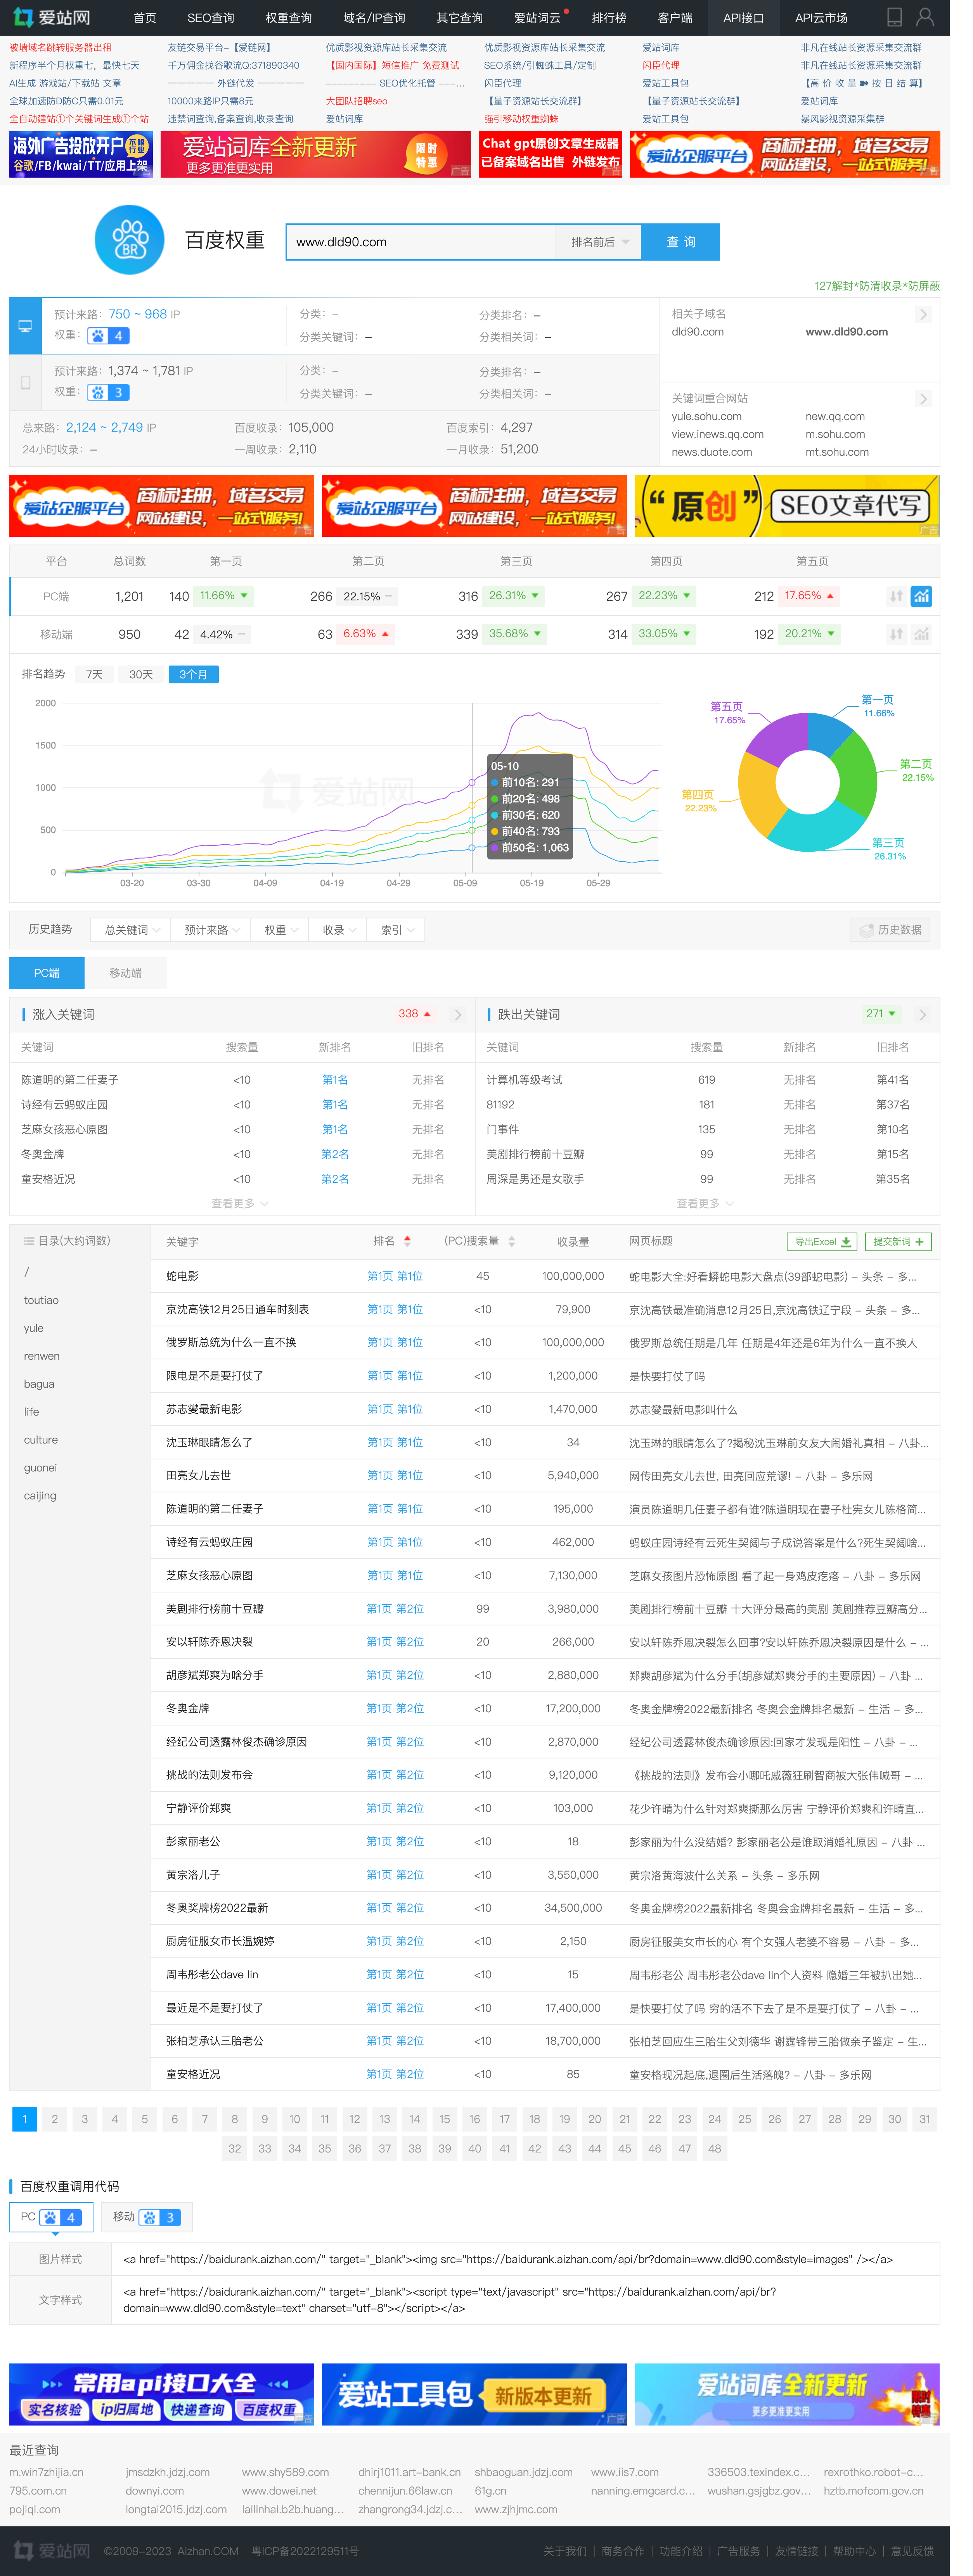 爱站网 首页 SEO查询 权重查询 域名/IP查询 其它查询 爱站词云 排行榜 客户端 API接口 API云市场
被墙域名跳转服务器出租 友链交易平台-【爱链网】 优质影视资源库站长采集交流 优质影视资源库站长采集交流 爱站词库 非凡在线站长资源采集交流群
新程序半个月权重七，最快七天 千万佣金找谷歌流Q:371890340 【国内国际】短信推广 免费测试 SEO系统/引蜘蛛工具/定制 闪臣代理 非凡在线站长资源采集交流群
AI生成 游戏站/下载站 文章 ————— 外链代发 ————— --------- SEO优化托管 ---... 闪臣代理 爱站工具包 【高 价 收 量 ➽ 按 日 结 算】
全球加速防D防C只需0.01元 10000来路IP只需8元 大团队招聘seo 【量子资源站长交流群】 【量子资源站长交流群】 爱站词库
全自动建站①个关键词生成①个站 违禁词查询,备案查询,收录查询 爱站词库 强引移动权重蜘蛛 爱站工具包 暴风影视资源采集群
海外广告投放开户 不限行业 爱站词库全新更新 限时特惠 Chat gpt原创文章生成器 爱站企服平台 商标注册，域名交易
谷歌/FB/kwai/TT/应用上架 更多更准更实用 已备案域名出售 外链发布 网站建设，一站式服务!
BR 百度权重 www.dld90.com 排名前后 查 询
127解封*防清收录*防屏蔽
预计来路：750 ~ 968 IP 分类：– 分类排名：–
权重：4 分类关键词：– 分类相关词：–
预计来路：1,374 ~ 1,781 IP 分类：– 分类排名：–
权重：3 分类关键词：– 分类相关词：–
总来路：2,124 ~ 2,749 IP 百度收录：105,000 百度索引：4,297
24小时收录：– 一周收录：2,110 一月收录：51,200
相关子域名
dld90.com www.dld90.com
关键词重合网站
yule.sohu.com new.qq.com
view.inews.qq.com m.sohu.com
news.duote.com mt.sohu.com
爱站企服平台 商标注册，域名交易 网站建设，一站式服务! 广告
爱站企服平台 商标注册，域名交易 网站建设，一站式服务! 广告
“原创” SEO文章代写 广告
平台 总词数 第一页 第二页 第三页 第四页 第五页
PC端 1,201 140 11.66% 266 22.15% 316 26.31% 267 22.23% 212 17.65%
移动端 950 42 4.42% 63 6.63% 339 35.68% 314 33.05% 192 20.21%
排名趋势 7天 30天 3个月
2000
1500
1000
500
0
03-20 03-30 04-09 04-19 04-29 05-09 05-19 05-29
爱站网
05-10
前10名: 291
前20名: 498
前30名: 620
前40名: 793
前50名: 1,063
第一页
11.66%
第二页
22.15%
第三页
26.31%
第四页
22.23%
第五页
17.65%
历史趋势 总关键词 预计来路 权重 收录 索引 历史数据
PC端 移动端
涨入关键词 338
关键词 搜索量 新排名 旧排名
陈道明的第二任妻子 <10 第1名 无排名
诗经有云蚂蚁庄园 <10 第1名 无排名
芝麻女孩恶心原图 <10 第1名 无排名
冬奥金牌 <10 第2名 无排名
童安格近况 <10 第2名 无排名
查看更多
跌出关键词 271
关键词 搜索量 新排名 旧排名
计算机等级考试 619 无排名 第41名
81192 181 无排名 第37名
门事件 135 无排名 第10名
美剧排行榜前十豆瓣 99 无排名 第15名
周深是男还是女歌手 99 无排名 第35名
查看更多
目录(大约词数)
/
toutiao
yule
renwen
bagua
life
culture
guonei
caijing
关键字 排名 (PC)搜索量 收录量 网页标题 导出Excel 提交新词
蛇电影 第1页 第1位 45 100,000,000 蛇电影大全:好看蟒蛇电影大盘点(39部蛇电影) – 头条 – 多...
京沈高铁12月25日通车时刻表 第1页 第1位 <10 79,900 京沈高铁最准确消息12月25日,京沈高铁辽宁段 – 头条 – 多...
俄罗斯总统为什么一直不换 第1页 第1位 <10 100,000,000 俄罗斯总统任期是几年 任期是4年还是6年为什么一直不换人
限电是不是要打仗了 第1页 第1位 <10 1,200,000 是快要打仗了吗
苏志燮最新电影 第1页 第1位 <10 1,470,000 苏志燮最新电影叫什么
沈玉琳眼睛怎么了 第1页 第1位 <10 34 沈玉琳的眼睛怎么了?揭秘沈玉琳前女友大闹婚礼真相 – 八卦...
田亮女儿去世 第1页 第1位 <10 5,940,000 网传田亮女儿去世, 田亮回应荒谬! – 八卦 – 多乐网
陈道明的第二任妻子 第1页 第1位 <10 195,000 演员陈道明几任妻子都有谁?陈道明现在妻子杜宪女儿陈格简...
诗经有云蚂蚁庄园 第1页 第1位 <10 462,000 蚂蚁庄园诗经有云死生契阔与子成说答案是什么?死生契阔啥...
芝麻女孩恶心原图 第1页 第1位 <10 7,130,000 芝麻女孩图片恐怖原图 看了起一身鸡皮疙瘩 – 八卦 – 多乐网
美剧排行榜前十豆瓣 第1页 第2位 99 3,980,000 美剧排行榜前十豆瓣 十大评分最高的美剧 美剧推荐豆瓣高分...
安以轩陈乔恩决裂 第1页 第2位 20 266,000 安以轩陈乔恩决裂怎么回事?安以轩陈乔恩决裂原因是什么 – ...
胡彦斌郑爽为啥分手 第1页 第2位 <10 2,880,000 郑爽胡彦斌为什么分手(胡彦斌郑爽分手的主要原因) – 八卦 ...
冬奥金牌 第1页 第2位 <10 17,200,000 冬奥金牌榜2022最新排名 冬奥会金牌排名最新 – 生活 – 多...
经纪公司透露林俊杰确诊原因 第1页 第2位 <10 2,870,000 经纪公司透露林俊杰确诊原因:回家才发现是阳性 – 八卦 – ...
挑战的法则发布会 第1页 第2位 <10 9,120,000 《挑战的法则》发布会小哪吒戚薇狂刷智商被大张伟喊哥 – ...
宁静评价郑爽 第1页 第2位 <10 103,000 花少许晴为什么针对郑爽撕那么厉害 宁静评价郑爽和许晴直...
彭家丽老公 第1页 第2位 <10 18 彭家丽为什么没结婚? 彭家丽老公是谁取消婚礼原因 – 八卦 ...
黄宗洛儿子 第1页 第2位 <10 3,550,000 黄宗洛黄海波什么关系 – 头条 – 多乐网
冬奥奖牌榜2022最新 第1页 第2位 <10 34,500,000 冬奥金牌榜2022最新排名 冬奥会金牌排名最新 – 生活 – 多...
厨房征服女市长温婉婷 第1页 第2位 <10 2,150 厨房征服美女市长的心 有个女强人老婆不容易 – 八卦 – 多...
周韦彤老公dave lin 第1页 第2位 <10 15 周韦彤老公 周韦彤老公dave lin个人资料 隐婚三年被扒出她...
最近是不是要打仗了 第1页 第2位 <10 17,400,000 是快要打仗了吗 穷的活不下去了是不是要打仗了 – 八卦 – ...
张柏芝承认三胎老公 第1页 第2位 <10 18,700,000 张柏芝回应生三胎生父刘德华 谢霆锋带三胎做亲子鉴定 – 生...
童安格近况 第1页 第2位 <10 85 童安格现况起底,退圈后生活落魄? – 八卦 – 多乐网
1 2 3 4 5 6 7 8 9 10 11 12 13 14 15 16 17 18 19 20 21 22 23 24 25 26 27 28 29 30 31
32 33 34 35 36 37 38 39 40 41 42 43 44 45 46 47 48
百度权重调用代码
PC 4 移动 3
图片样式 <a href="https://baidurank.aizhan.com/" target="_blank"><img src="https://baidurank.aizhan.com/api/br?domain=www.dld90.com&style=images" /></a>
文字样式 <a href="https://baidurank.aizhan.com/" target="_blank"><script type="text/javascript" src="https://baidurank.aizhan.com/api/br?
domain=www.dld90.com&style=text" charset="utf-8"></script></a>
常用api接口大全 爱站工具包 新版本更新 爱站词库全新更新 限时特惠
实名核验 ip归属地 快递查询 百度权重 更多更准更实用
最近查询
m.win7zhijia.cn jmsdzkh.jdzj.com www.shy589.com dhirj1011.art-bank.cn shbaoguan.jdzj.com www.iis7.com 336503.texindex.c... rexrothko.robot-c...
795.com.cn downyi.com www.dowei.net chennijun.66law.cn 61g.cn nanning.emgcard.c... wushan.gsjgbz.gov... hztb.mofcom.gov.cn
pojiqi.com longtai2015.jdzj.com lailinhai.b2b.huang... zhangrong34.jdzj.c... www.zjhjmc.com
爱站网 ©2009-2023 Aizhan.COM 粤ICP备2022129511号 关于我们 | 商务合作 | 功能介绍 | 广告服务 | 友情链接 | 帮助中心 | 意见反馈